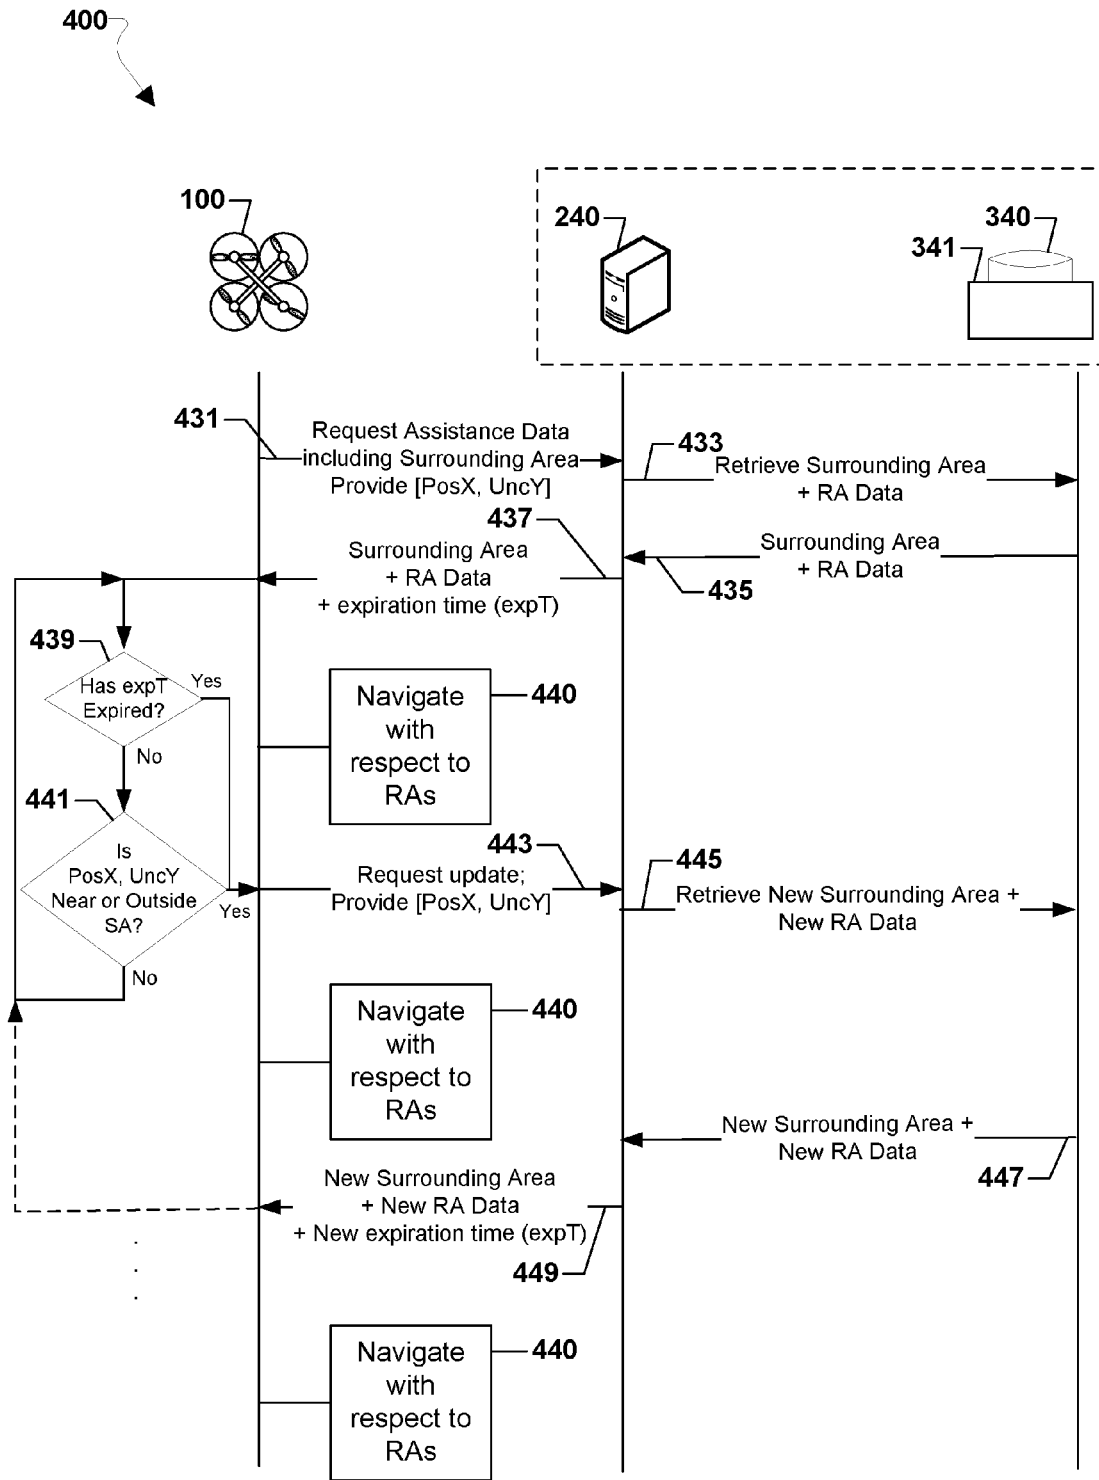 400
100
240
340
341
431
Request Assistance Data
including Surrounding Area
Provide [PosX, UncY]
433
Retrieve Surrounding Area
+ RA Data
437
Surrounding Area
+ RA Data
+ expiration time (expT)
Surrounding Area
+ RA Data
435
439
Has expT
Expired?
Yes
No
Navigate
with
respect to
RAs
440
441
Is
PosX, UncY
Near or Outside
SA?
Yes
No
443
Request update;
Provide [PosX, UncY]
445
Retrieve New Surrounding Area +
New RA Data
Navigate
with
respect to
RAs
440
New Surrounding Area +
New RA Data
447
New Surrounding Area
+ New RA Data
+ New expiration time (expT)
449
.
.
.
Navigate
with
respect to
RAs
440